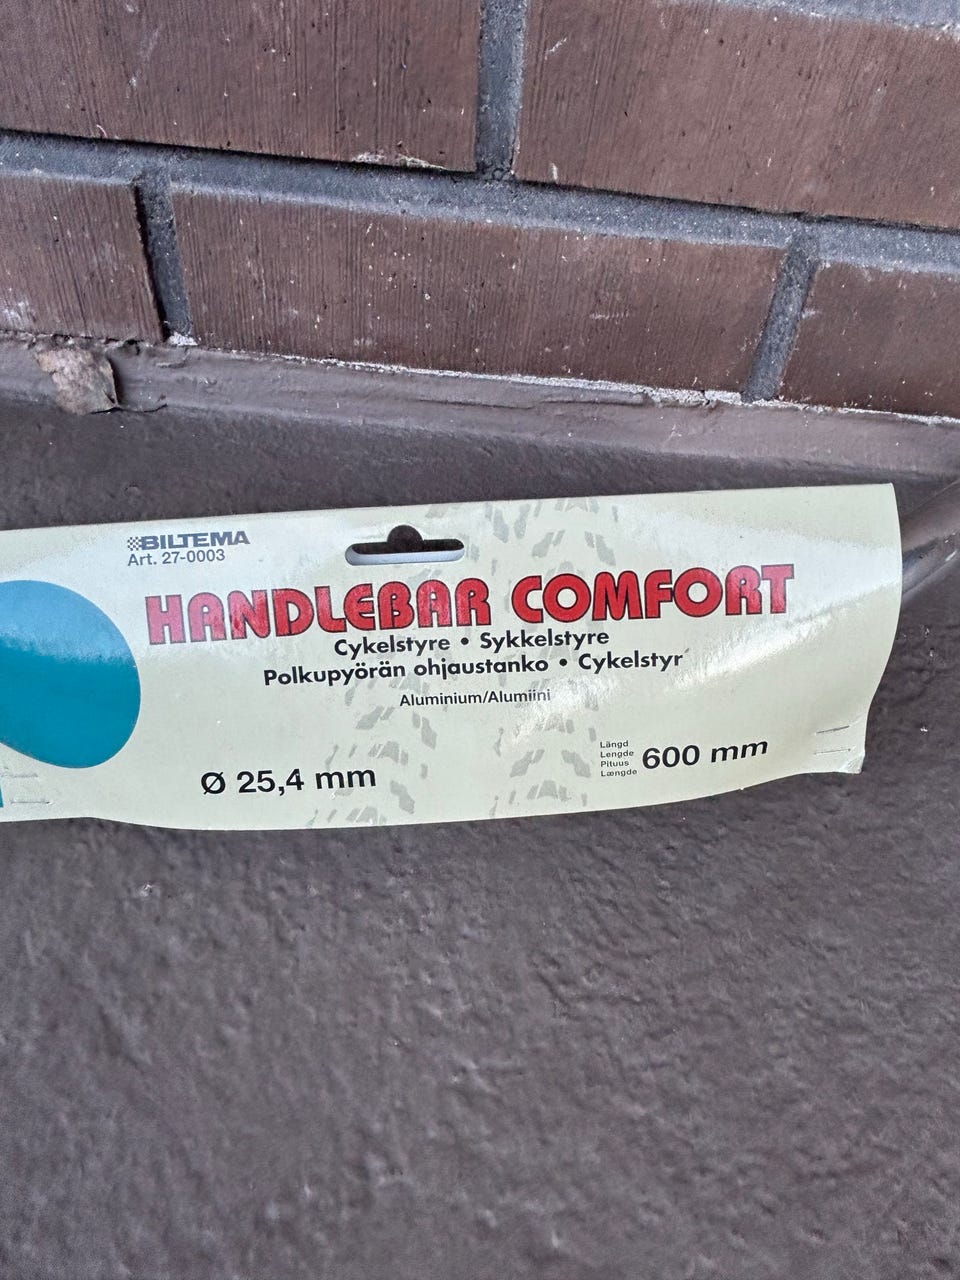 BILTEMA
Art. 27-0003
HANDLEBAR COMFORT
Cykelstyre • Sykkelstyre
Polkupyörän ohjaustanko • Cykelstyr
Aluminium/Alumiini
Ø 25,4 mm
Längd
Lengde
Pituus
Længde
600 mm